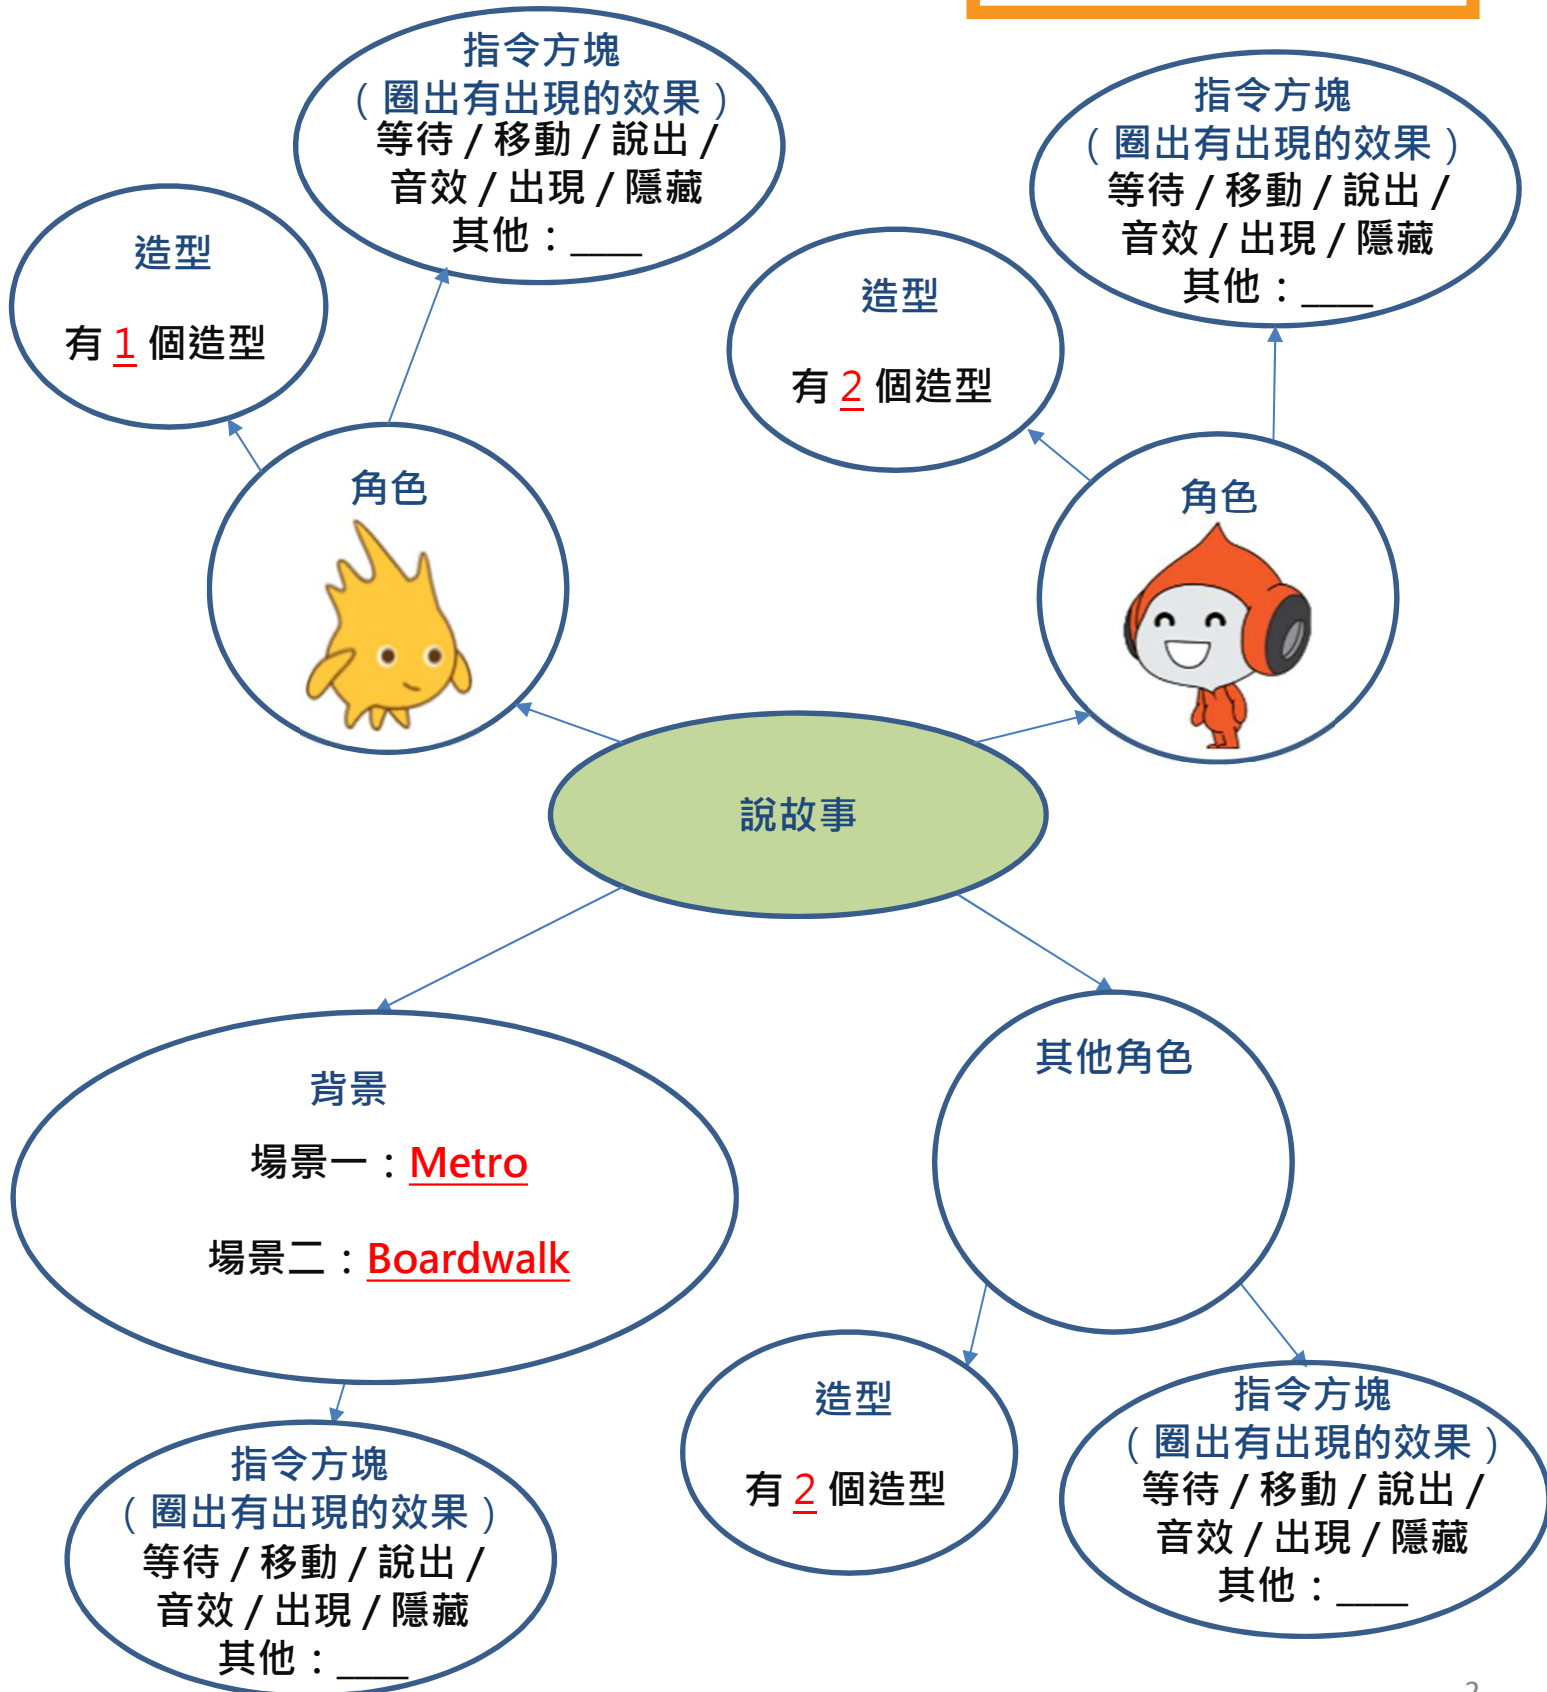 指令方塊
（圈出有出現的效果）
等待 / 移動 / 說出 /
音效 / 出現 / 隱藏
其他：____
造型
有 1 個造型
角色
指令方塊
（圈出有出現的效果）
等待 / 移動 / 說出 /
音效 / 出現 / 隱藏
其他：____
造型
有 2 個造型
角色
說故事
背景
場景一：Metro
場景二：Boardwalk
指令方塊
（圈出有出現的效果）
等待 / 移動 / 說出 /
音效 / 出現 / 隱藏
其他：____
其他角色
造型
有 2 個造型
指令方塊
（圈出有出現的效果）
等待 / 移動 / 說出 /
音效 / 出現 / 隱藏
其他：____
2